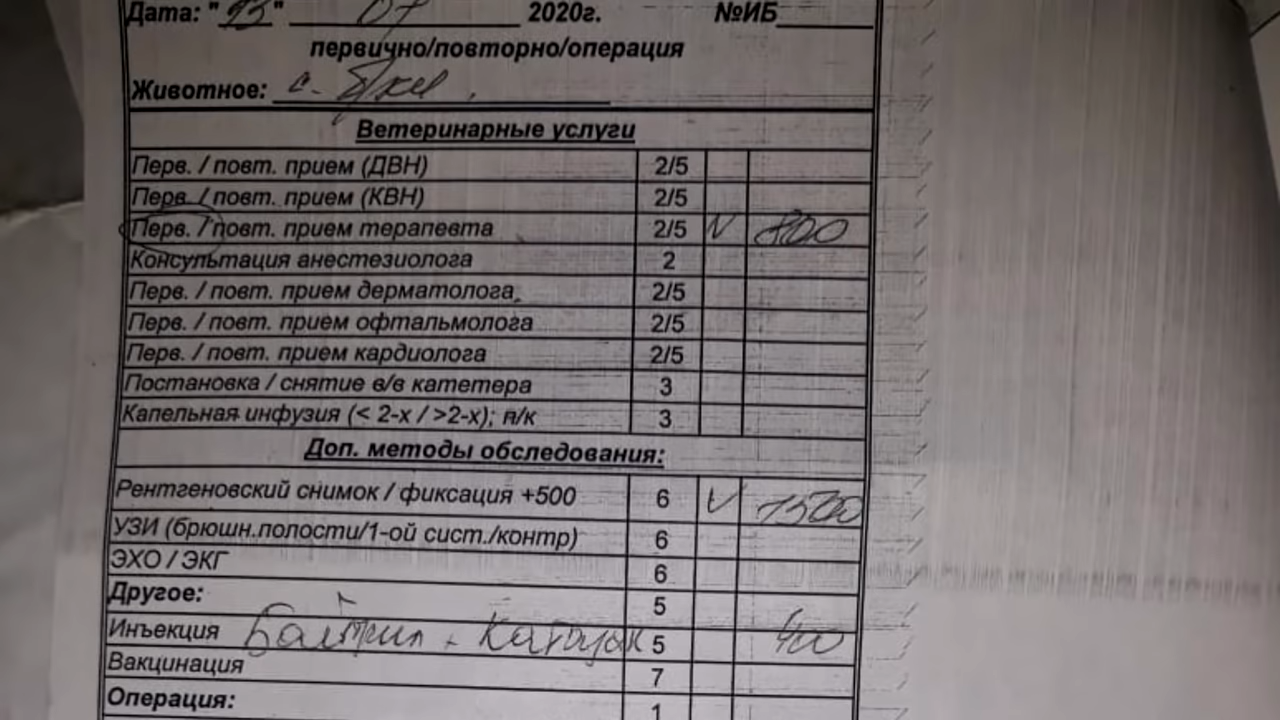 Дата: "13" 07 2020г. №ИБ
первично/повторно/операция
Животное: с.
Ветеринарные услуги
Перв. / повт. прием (ДВН) 2/5
Перв. / повт. прием (КВН) 2/5
Перв. / повт. прием терапевта 2/5 V 800
Консультация анестезиолога 2
Перв. / повт. прием дерматолога 2/5
Перв. / повт. прием офтальмолога 2/5
Перв. / повт. прием кардиолога 2/5
Постановка / снятие в/в катетера 3
Капельная инфузия (< 2-х / >2-х); п/к 3
Доп. методы обследования:
Рентгеновский снимок / фиксация +500 6 V 1500
УЗИ (брюшн.полости/1-ой сист./контр) 6
ЭХО / ЭКГ 6
Другое: 5
Инъекция Байтрил + 5 400
Вакцинация 7
Операция: 1